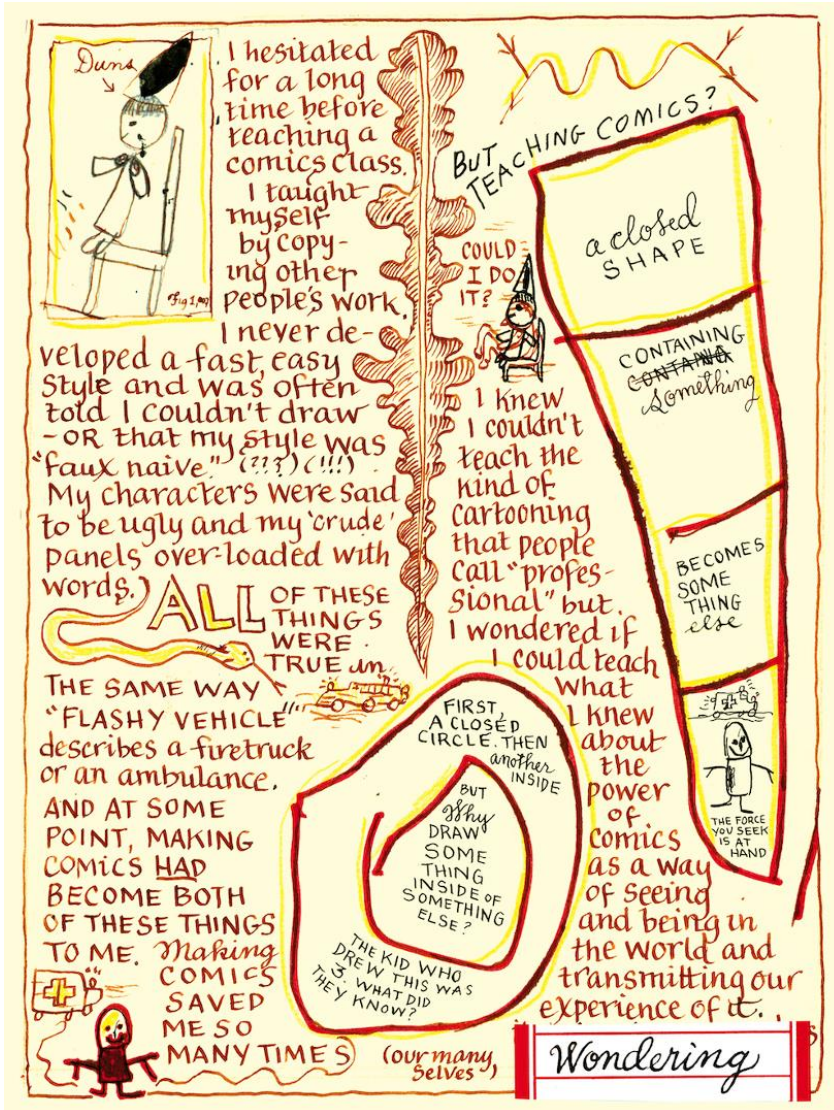 Duns
I hesitated
for a long
time before
teaching a
comics class.
I taught
myself
by copy-
ing other
people's work.
I never de-
veloped a fast, easy
style and was often
told I couldn't draw
-OR that my style was
"faux naive" (???) (!!!)
My characters were said
to be ugly and my 'crude'
panels over-loaded with
words.
ALL OF THESE
THINGS
WERE
TRUE in
THE SAME WAY
"FLASHY VEHICLE"
describes a firetruck
or an ambulance.
AND AT SOME
POINT, MAKING
COMICS HAD
BECOME BOTH
OF THESE THINGS
TO ME. Making
COMICS
SAVED
ME SO
MANY TIMES
(our many
selves)
BUT
TEACHING COMICS?
COULD
I DO
IT?
I knew
I couldn't
teach the
kind of
cartooning
that people
call "profes-
sional" but.
I wondered if
I could teach
what
I knew
about
the
power
of
comics
as a way
of seeing
and being in
the world and
transmitting our
experience of it..
a closed
SHAPE
CONTAINING
something
BECOMES
SOME
THING
else
THE FORCE
YOU SEEK
IS AT
HAND
FIRST,
A CLOSED
CIRCLE. THEN
another
INSIDE
BUT
Why
DRAW
SOME
THING
INSIDE OF
SOMETHING
ELSE?
THE KID WHO
DREW THIS WAS
3. WHAT DID
THEY KNOW?
Wondering